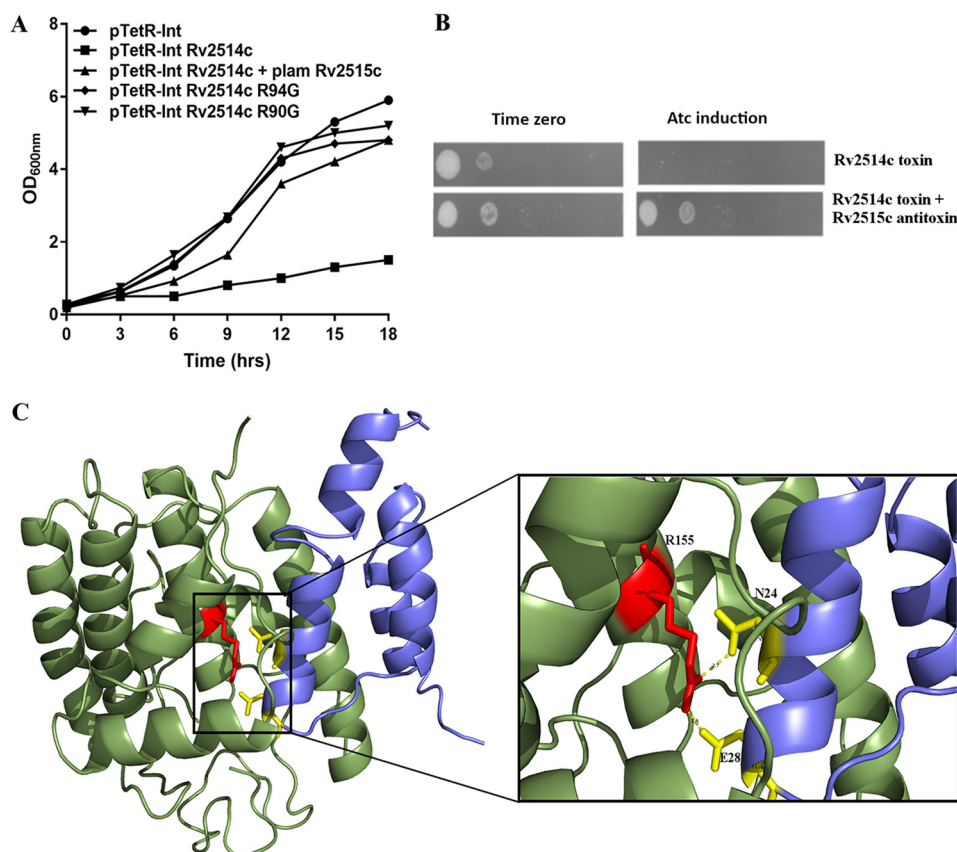 A
pTetR-Int
pTetR-Int Rv2514c
pTetR-Int Rv2514c + plam Rv2515c
pTetR-Int Rv2514c R94G
pTetR-Int Rv2514c R90G
OD600nm
6
4
2
0
0 3 6 9 12 15 18
Time (hrs)
B
Time zero
Atc induction
Rv2514c toxin
Rv2514c toxin +
Rv2515c antitoxin
C
R155
N24
E28